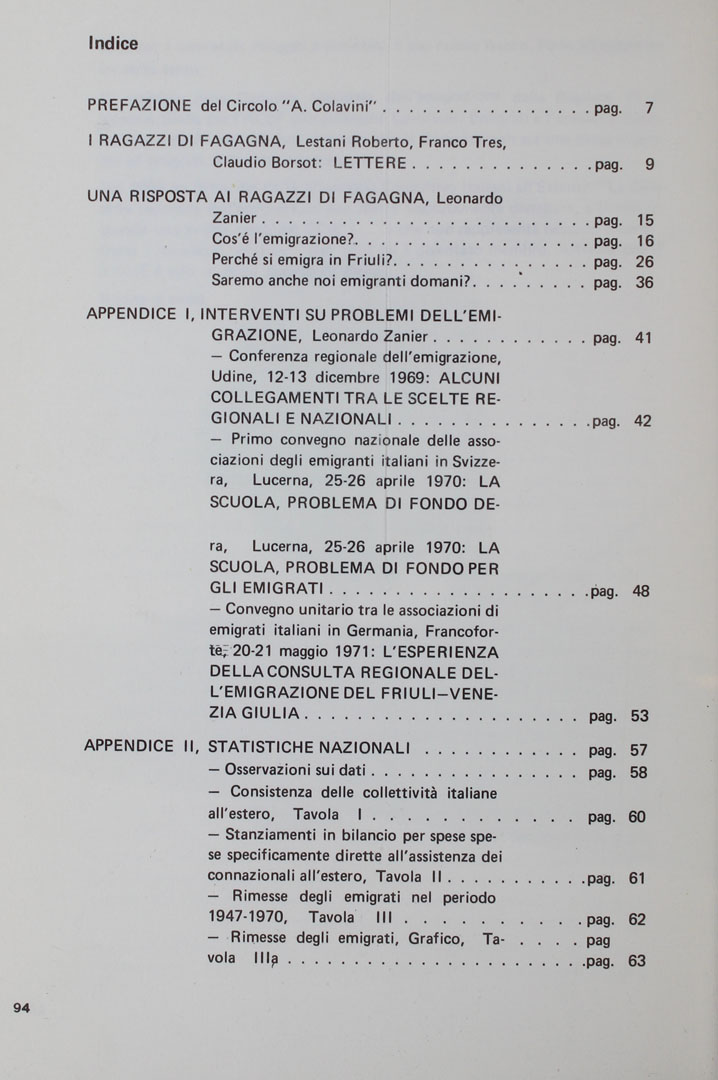 Indice
PREFAZIONE del Circolo "A. Colavini" . . . . . . . . . . . . . . . . pag. 7
I RAGAZZI DI FAGAGNA, Lestani Roberto, Franco Tres,
Claudio Borsot: LETTERE . . . . . . . . . . . . . . pag. 9
UNA RISPOSTA AI RAGAZZI DI FAGAGNA, Leonardo
Zanier . . . . . . . . . . . . . . . . . . . . . . . . . pag. 15
Cos'é l'emigrazione? . . . . . . . . . . . . . . . . . . pag. 16
Perché si emigra in Friuli? . . . . . . . . . . . . . . . pag. 26
Saremo anche noi emigranti domani? . . . . . . . . . pag. 36
APPENDICE I, INTERVENTI SU PROBLEMI DELL'EMI-
GRAZIONE, Leonardo Zanier . . . . . . . . . . . . pag. 41
— Conferenza regionale dell'emigrazione,
Udine, 12-13 dicembre 1969: ALCUNI
COLLEGAMENTI TRA LE SCELTE RE-
GIONALI E NAZIONALI . . . . . . . . . . . . . . . pag. 42
— Primo convegno nazionale delle asso-
ciazioni degli emigranti italiani in Svizze-
ra, Lucerna, 25-26 aprile 1970: LA
SCUOLA, PROBLEMA DI FONDO DE-
ra, Lucerna, 25-26 aprile 1970: LA
SCUOLA, PROBLEMA DI FONDO PER
GLI EMIGRATI . . . . . . . . . . . . . . . . . . . . pag. 48
— Convegno unitario tra le associazioni di
emigrati italiani in Germania, Francofor-
te, 20-21 maggio 1971: L'ESPERIENZA
DELLA CONSULTA REGIONALE DEL-
L'EMIGRAZIONE DEL FRIULI—VENE-
ZIA GIULIA . . . . . . . . . . . . . . . . . . . . . pag. 53
APPENDICE II, STATISTICHE NAZIONALI . . . . . . . . . . . . pag. 57
— Osservazioni sui dati . . . . . . . . . . . . . . . . pag. 58
— Consistenza delle collettività italiane
all'estero, Tavola I . . . . . . . . . . . . pag. 60
— Stanziamenti in bilancio per spese spe-
se specificamente dirette all'assistenza dei
connazionali all'estero, Tavola II . . . . . . . . . . . pag. 61
— Rimesse degli emigrati nel periodo
1947-1970, Tavola III . . . . . . . . . . pag. 62
— Rimesse degli emigrati, Grafico, Ta- . . . . pag
vola IIIa . . . . . . . . . . . . . . . . . . . . . . . pag. 63
94